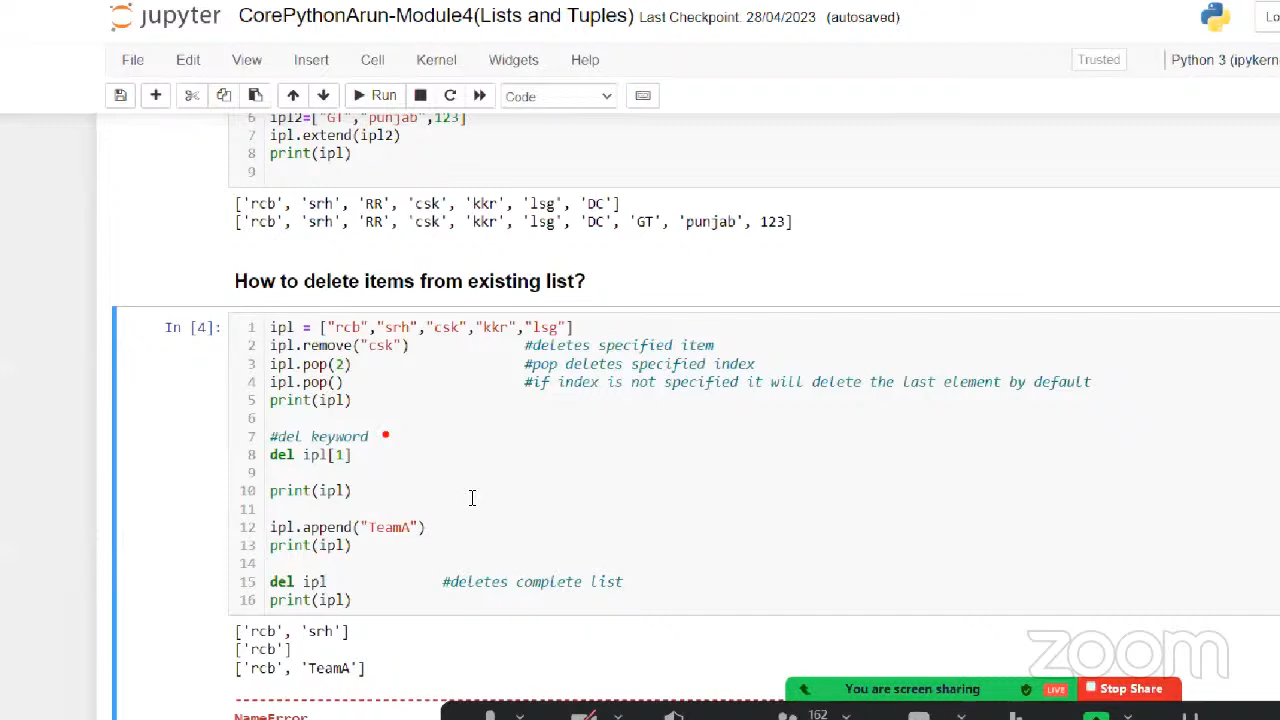 jupyter CorePythonArun-Module4(Lists and Tuples) Last Checkpoint: 28/04/2023 (autosaved)
File Edit View Insert Cell Kernel Widgets Help Trusted Python 3 (ipykern
Run Code
6 ipl2=["GT","punjab",123]
7 ipl.extend(ipl2)
8 print(ipl)
9
['rcb', 'srh', 'RR', 'csk', 'kkr', 'lsg', 'DC']
['rcb', 'srh', 'RR', 'csk', 'kkr', 'lsg', 'DC', 'GT', 'punjab', 123]
How to delete items from existing list?
In [4]:
1 ipl = ["rcb","srh","csk","kkr","lsg"]
2 ipl.remove("csk") #deletes specified item
3 ipl.pop(2) #pop deletes specified index
4 ipl.pop() #if index is not specified it will delete the last element by default
5 print(ipl)
6
7 #del keyword
8 del ipl[1]
9
10 print(ipl)
11
12 ipl.append("TeamA")
13 print(ipl)
14
15 del ipl #deletes complete list
16 print(ipl)
['rcb', 'srh']
['rcb']
['rcb', 'TeamA']
zoom
You are screen sharing LIVE Stop Share
NameError
162